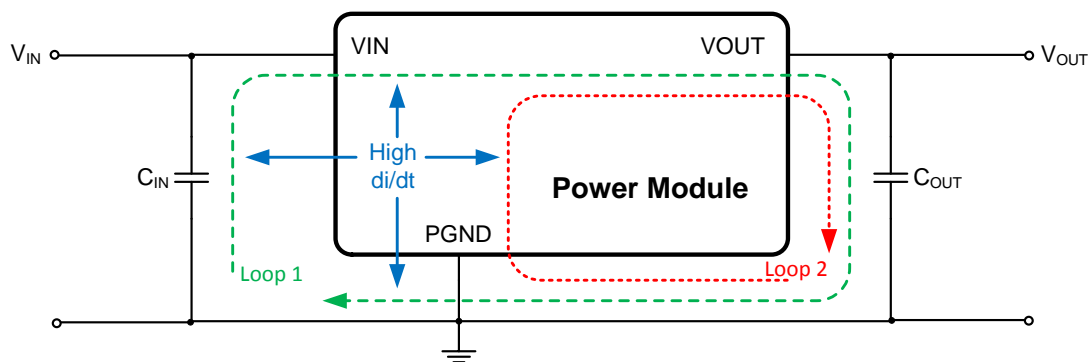 VIN
VIN
VOUT
VOUT
High
di/dt
CIN
COUT
Power Module
PGND
Loop 1
Loop 2